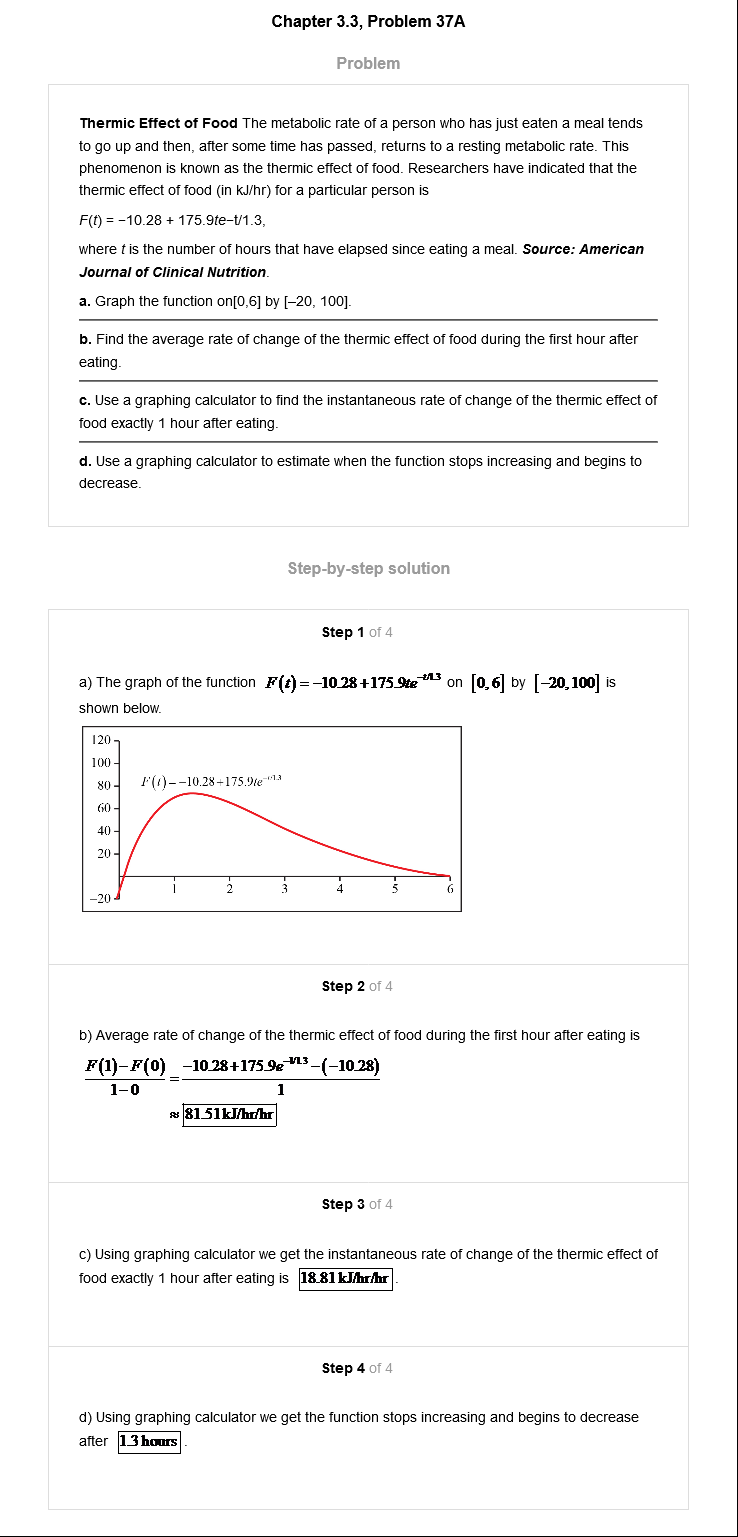 Chapter 3.3, Problem 37A
Problem
Thermic Effect of Food The metabolic rate of a person who has just eaten a meal tends
to go up and then, after some time has passed, returns to a resting metabolic rate. This
phenomenon is known as the thermic effect of food. Researchers have indicated that the
thermic effect of food (in kJ/hr) for a particular person is
F(t) = −10.28 + 175.9te−t/1.3,
where t is the number of hours that have elapsed since eating a meal. Source: American
Journal of Clinical Nutrition.
a. Graph the function on[0,6] by [–20, 100].
b. Find the average rate of change of the thermic effect of food during the first hour after
eating.
c. Use a graphing calculator to find the instantaneous rate of change of the thermic effect of
food exactly 1 hour after eating.
d. Use a graphing calculator to estimate when the function stops increasing and begins to
decrease.
Step-by-step solution
Step 1 of 4
a) The graph of the function F(t)=−10.28+175.9te^−t/1.3 on [0,6] by [−20,100] is
shown below.
120
100
80 F(t)=−10.28+175.9te^−t/1.3
60
40
20
1 2 3 4 5 6
−20
Step 2 of 4
b) Average rate of change of the thermic effect of food during the first hour after eating is
F(1)−F(0) −10.28+175.9e^−1/1.3−(−10.28)
=
1−0 1
≈ 81.51kJ/hr/hr
Step 3 of 4
c) Using graphing calculator we get the instantaneous rate of change of the thermic effect of
food exactly 1 hour after eating is 18.81kJ/hr/hr.
Step 4 of 4
d) Using graphing calculator we get the function stops increasing and begins to decrease
after 1.3 hours.